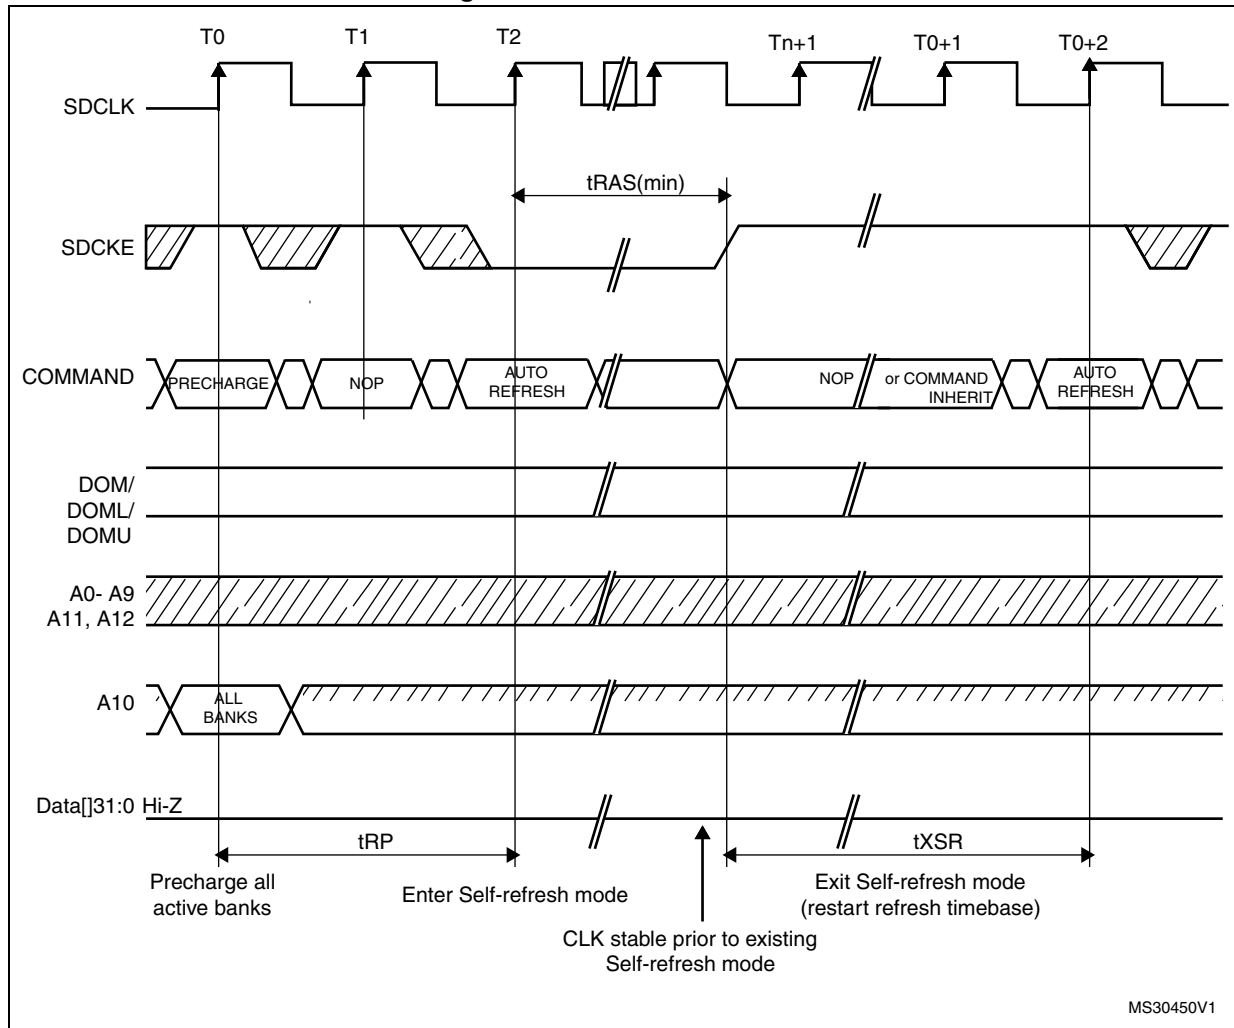 T0 T1 T2 Tn+1 T0+1 T0+2
SDCLK
tRAS(min)
SDCKE
COMMAND
PRECHARGE
NOP
AUTO
REFRESH
NOP
or COMMAND
INHERIT
AUTO
REFRESH
DOM/
DOML/
DOMU
A0- A9
A11, A12
A10
ALL
BANKS
Data[]31:0 Hi-Z
tRP
tXSR
Precharge all
active banks
Enter Self-refresh mode
Exit Self-refresh mode
(restart refresh timebase)
CLK stable prior to existing
Self-refresh mode
MS30450V1